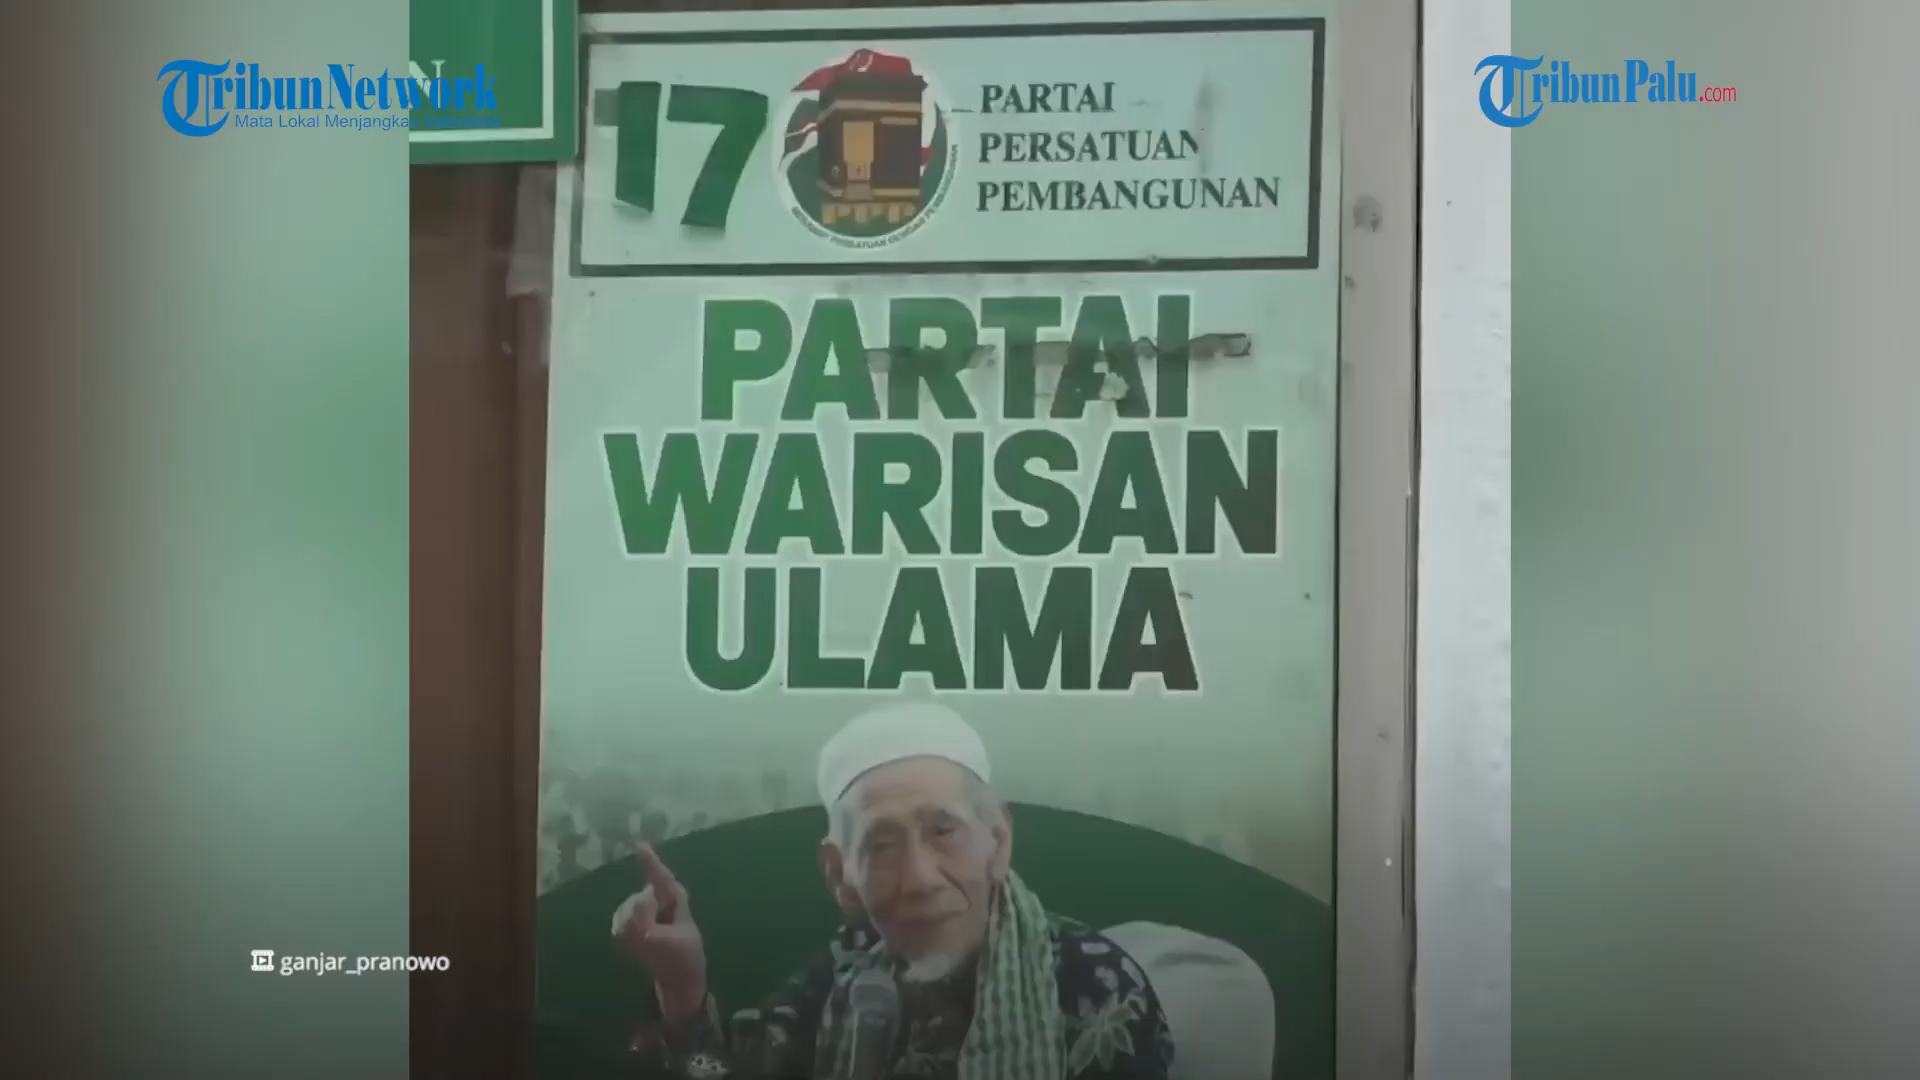 N
TribunNetwork
Mata Lokal Menjangkau Indonesia
TribunPalu.com
17
PPP
PARTAI
PERSATUAN
PEMBANGUNAN
PARTAI
WARISAN
ULAMA
ganjar_pranowo